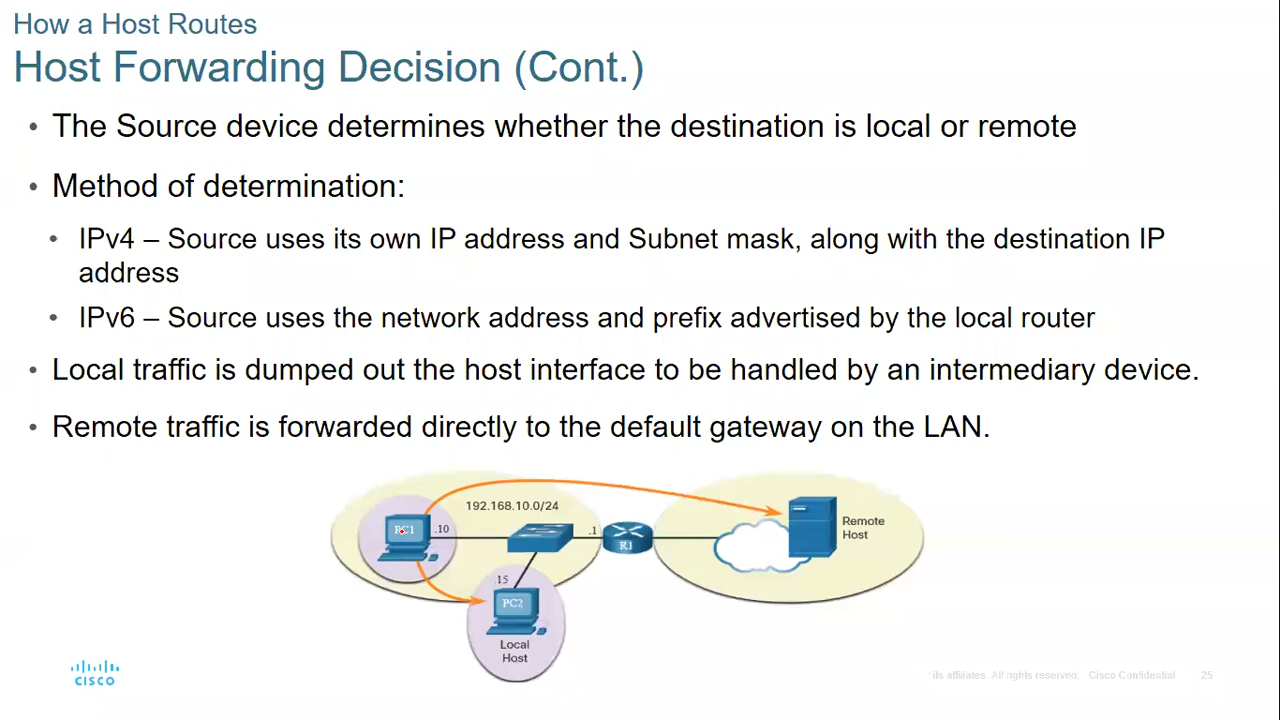 How a Host Routes
Host Forwarding Decision (Cont.)
• The Source device determines whether the destination is local or remote
• Method of determination:
• IPv4 – Source uses its own IP address and Subnet mask, along with the destination IP
address
• IPv6 – Source uses the network address and prefix advertised by the local router
• Local traffic is dumped out the host interface to be handled by an intermediary device.
• Remote traffic is forwarded directly to the default gateway on the LAN.
192.168.10.0/24
PC1
.10
.1
R1
Remote
Host
.15
PC2
Local
Host
CISCO
its affiliates. All rights reserved. Cisco Confidential
25